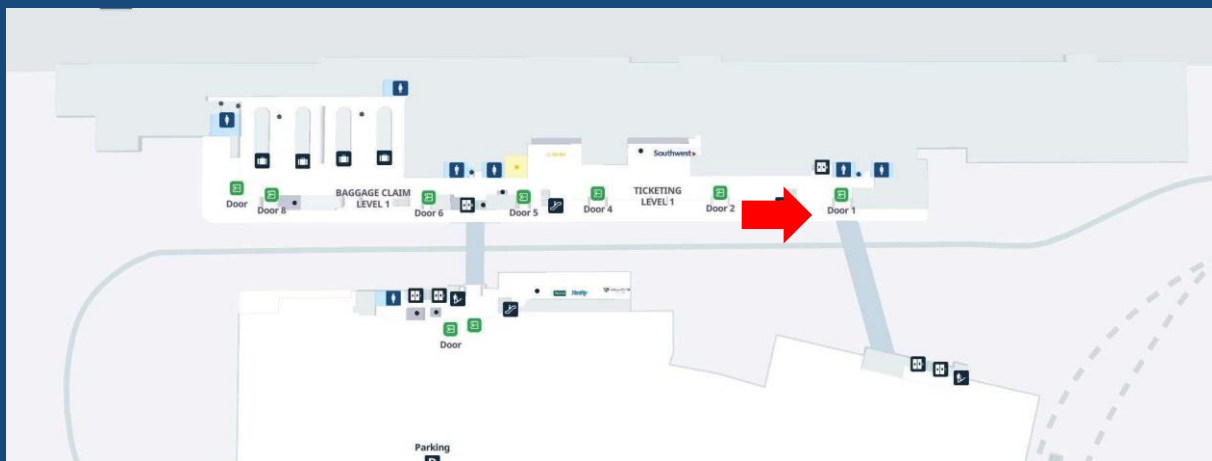 Southwest
BAGGAGE CLAIM
LEVEL 1
TICKETING
LEVEL 1
Door
Door 8
Door 6
Door 5
Door 4
Door 2
Door 1
Door
Parking